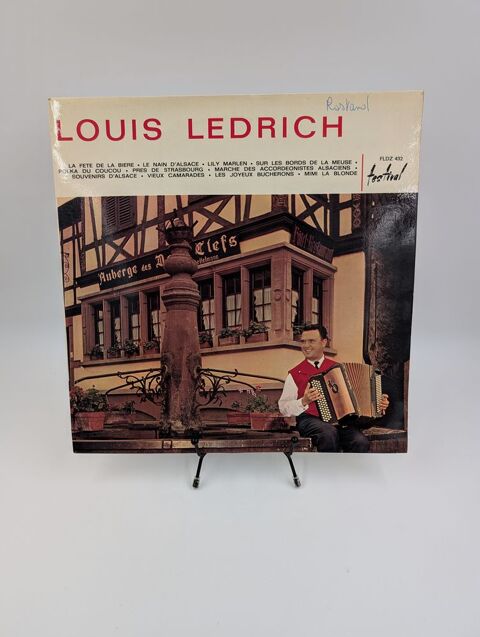 Rostand
LOUIS LEDRICH
LA FETE DE LA BIERE • LE NAIN D'ALSACE • LILY MARLEN • SUR LES BORDS DE LA MEUSE •
POLKA DU COUCOU • PRES DE STRASBOURG • MARCHE DES ACCORDEONISTES ALSACIENS •
SOUVENIRS D'ALSACE • VIEUX CAMARADES • LES JOYEUX BUCHERONS • MIMI LA BLONDE
FLDZ 432
festival
Auberge des Clefs
Hôtel Restaurant